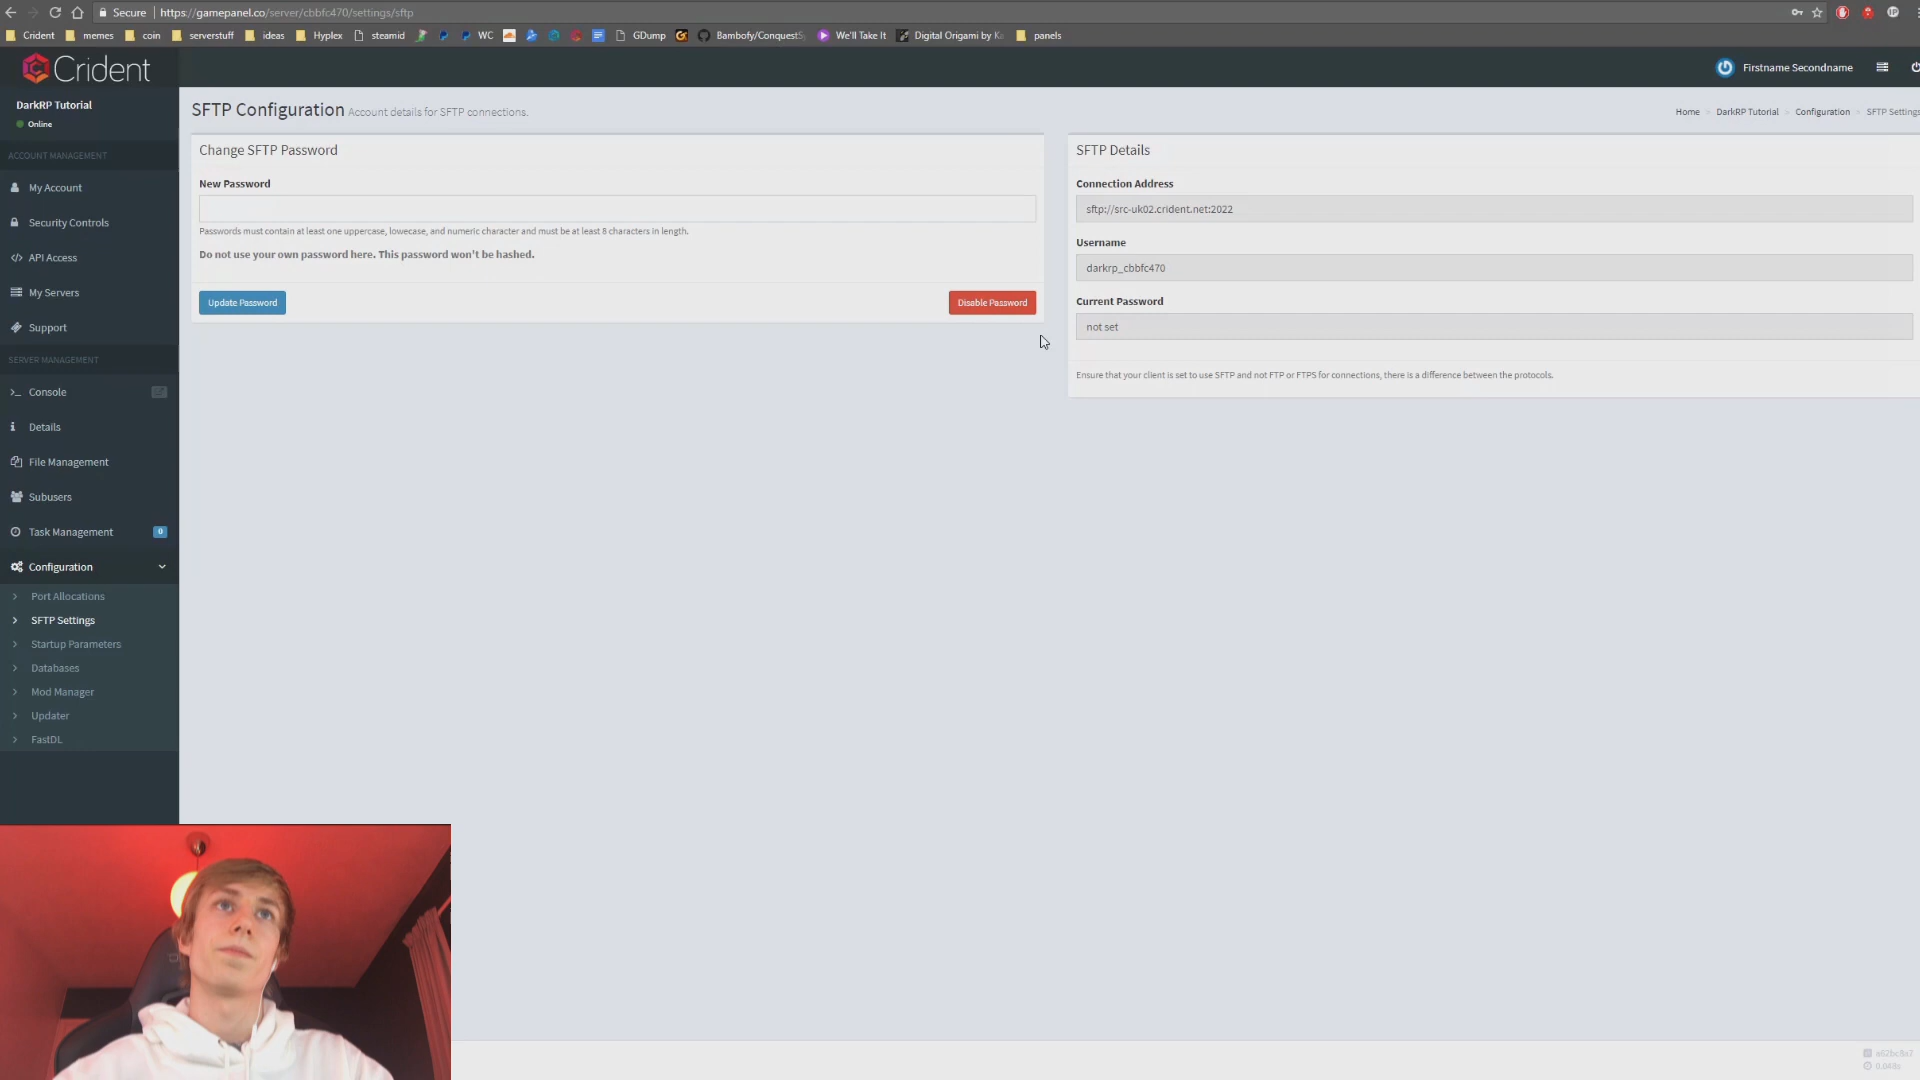 Secure https://gamepanel.co/server/cbbfc470/settings/sftp
Crident memes coin serverstuff ideas Hyplex steamid WC GDump Bambofy/Conquest We'll Take It Digital Origami by panels
Crident
Firstname Secondname
DarkRP Tutorial
Online
SFTP Configuration Account details for SFTP connections.
Home DarkRP Tutorial Configuration SFTP Settings
ACCOUNT MANAGEMENT
My Account
Security Controls
API Access
My Servers
Support
SERVER MANAGEMENT
Console
Details
File Management
Subusers
Task Management 0
Configuration
Port Allocations
SFTP Settings
Startup Parameters
Databases
Mod Manager
Updater
FastDL
Change SFTP Password
New Password
Passwords must contain at least one uppercase, lowecase, and numeric character and must be at least 8 characters in length.
Do not use your own password here. This password won't be hashed.
Update Password
Disable Password
SFTP Details
Connection Address
sftp://src-uk02.crident.net:2022
Username
darkrp_cbbfc470
Current Password
not set
Ensure that your client is set to use SFTP and not FTP or FTPS for connections, there is a difference between the protocols.
a62bc8a7
0.048s